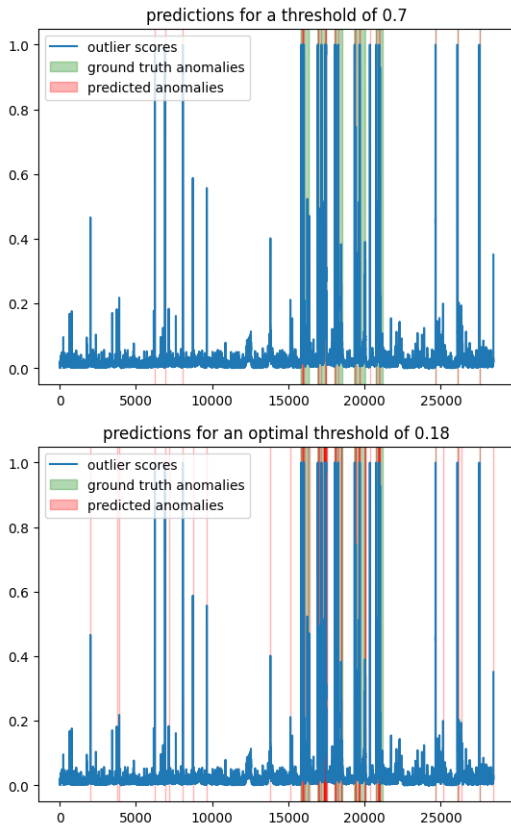 predictions for a threshold of 0.7
1.0
outlier scores
ground truth anomalies
predicted anomalies
0.8
0.6
0.4
0.2
0.0
0 5000 10000 15000 20000 25000
predictions for an optimal threshold of 0.18
1.0
outlier scores
ground truth anomalies
predicted anomalies
0.8
0.6
0.4
0.2
0.0
0 5000 10000 15000 20000 25000